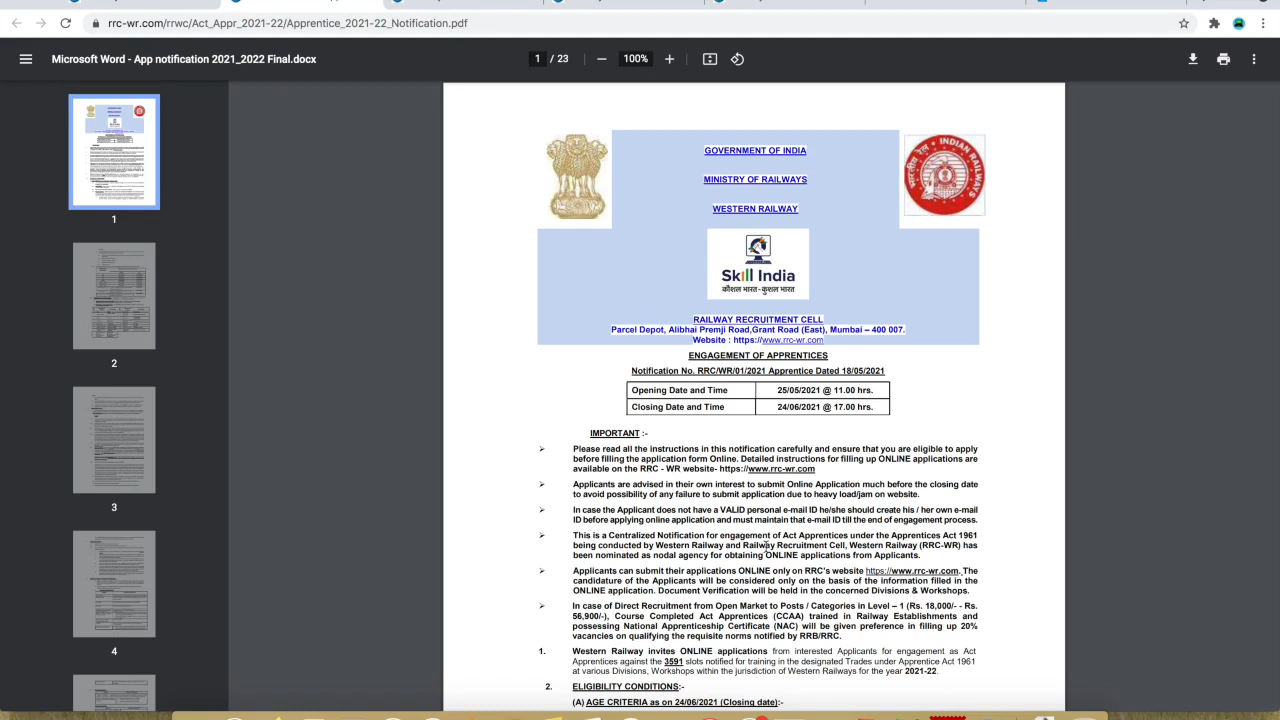 rrc-wr.com/rrwc/Act_Appr_2021-22/Apprentice_2021-22_Notification.pdf
Microsoft Word - App notification 2021_2022 Final.docx
1 / 23
100%
1
2
3
4
GOVERNMENT OF INDIA
MINISTRY OF RAILWAYS
WESTERN RAILWAY
INDIAN RAILWAYS
भारतीय रेल
Skill India
कौशल भारत-कुशल भारत
RAILWAY RECRUITMENT CELL
Parcel Depot, Alibhai Premji Road,Grant Road (East), Mumbai – 400 007.
Website : https://www.rrc-wr.com
ENGAGEMENT OF APPRENTICES
Notification No. RRC/WR/01/2021 Apprentice Dated 18/05/2021
Opening Date and Time 25/05/2021 @ 11.00 hrs.
Closing Date and Time 24/06/2021 @ 17.00 hrs.
IMPORTANT :-
➢ Please read all the instructions in this notification carefully and ensure that you are eligible to apply
before filling the application form Online. Detailed instructions for filling up ONLINE applications are
available on the RRC - WR website- https://www.rrc-wr.com
➢ Applicants are advised in their own interest to submit Online Application much before the closing date
to avoid possibility of any failure to submit application due to heavy load/jam on website.
➢ In case the Applicant does not have a VALID personal e-mail ID he/she should create his / her own e-mail
ID before applying online application and must maintain that e-mail ID till the end of engagement process.
➢ This is a Centralized Notification for engagement of Act Apprentices under the Apprentices Act 1961
being conducted by Western Railway and Railway Recruitment Cell, Western Railway (RRC-WR) has
been nominated as nodal agency for obtaining ONLINE applications from Applicants.
➢ Applicants can submit their applications ONLINE only on RRC's website https://www.rrc-wr.com. The
candidature of the Applicants will be considered only on the basis of the information filled in the
ONLINE application. Document Verification will be held in the concerned Divisions & Workshops.
➢ In case of Direct Recruitment from Open Market to Posts / Categories in Level – 1 (Rs. 18,000/- - Rs.
56,900/-), Course Completed Act Apprentices (CCAA) trained in Railway Establishments and
possessing National Apprenticeship Certificate (NAC) will be given preference in filling up 20%
vacancies on qualifying the requisite norms notified by RRB/RRC.
1. Western Railway invites ONLINE applications from interested Applicants for engagement as Act
Apprentices against the 3591 slots notified for training in the designated Trades under Apprentice Act 1961
at various Divisions, Workshops within the jurisdiction of Western Railways for the year 2021-22.
2. ELIGIBILITY CONDITIONS:-
(A) AGE CRITERIA as on 24/06/2021 (Closing date):-